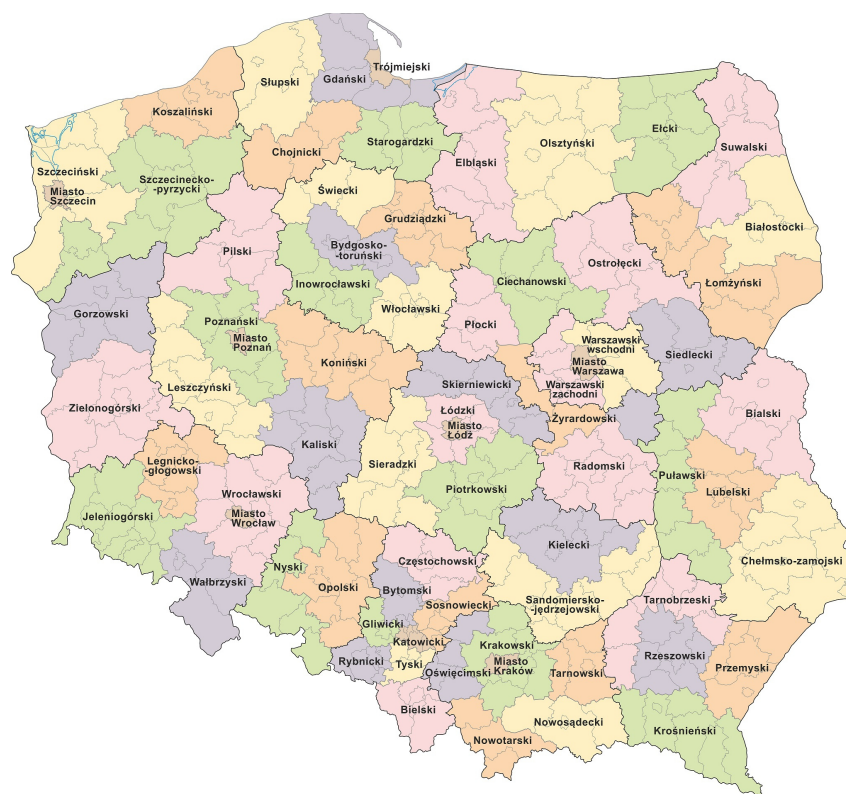 Trójmiejski
Gdański
Słupski
Koszaliński
Ełcki
Starogardzki
Olsztyński
Suwalski
Chojnicki
Elbląski
Szczeciński
Miasto
Szczecin
Szczecinecko-
-pyrzycki
Świecki
Grudziądzki
Białostocki
Bydgosko-
-toruński
Pilski
Ostrołęcki
Inowrocławski
Ciechanowski
Łomżyński
Włocławski
Gorzowski
Poznański
Miasto
Poznań
Płocki
Warszawski
wschodni
Siedlecki
Miasto
Warszawa
Koniński
Skierniewicki
Warszawski
zachodni
Leszczyński
Zielonogórski
Łódzki
Miasto
Łódź
Żyrardowski
Bialski
Kaliski
Legnicko-
-głogowski
Sieradzki
Radomski
Puławski
Piotrkowski
Lubelski
Wrocławski
Miasto
Wrocław
Jeleniogórski
Kielecki
Chełmsko-zamojski
Częstochowski
Nyski
Wałbrzyski
Opolski
Bytomski
Sandomiersko-
-jędrzejowski
Tarnobrzeski
Sosnowiecki
Gliwicki
Katowicki
Krakowski
Rzeszowski
Rybnicki
Tyski
Miasto
Kraków
Oświęcimski
Tarnowski
Przemyski
Bielski
Nowosądecki
Krośnieński
Nowotarski